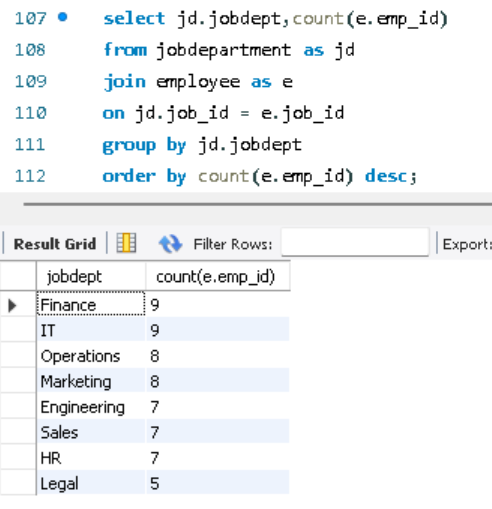 107 select jd.jobdept,count(e.emp_id)
108 from jobdepartment as jd
109 join employee as e
110 on jd.job_id = e.job_id
111 group by jd.jobdept
112 order by count(e.emp_id) desc;
Result Grid Filter Rows: Export:
jobdept count(e.emp_id)
Finance 9
IT 9
Operations 8
Marketing 8
Engineering 7
Sales 7
HR 7
Legal 5